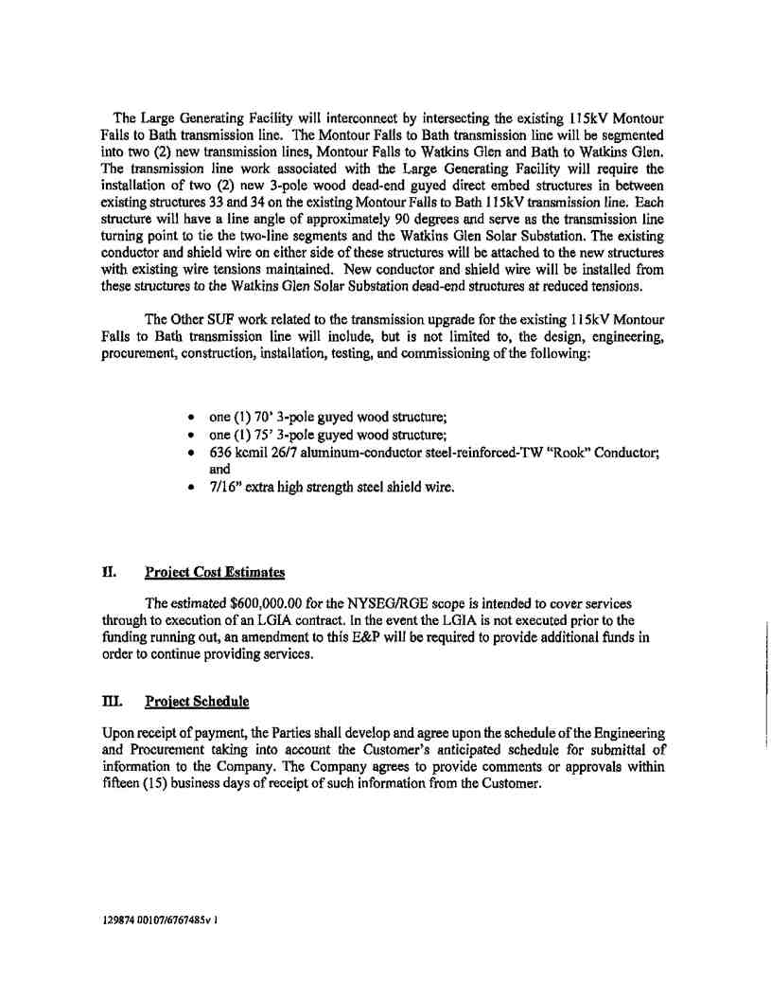 The Large Generating Facility will interconnect by intersecting the existing 115kV Montour
Falls to Bath transmission line. The Montour Falls to Bath transmission line will be segmented
into two (2) new transmission lines, Montour Falls to Watkins Glen and Bath to Watkins Glen.
The transmission line work associated with the Large Generating Facility will require the
installation of two (2) new 3-pole wood dead-end guyed direct embed structures in between
existing structures 33 and 34 on the existing Montour Falls to Bath 115kV transmission line. Each
structure will have a line angle of approximately 90 degrees and serve as the transmission line
turning point to tie the two-line segments and the Watkins Glen Solar Substation. The existing
conductor and shield wire on either side of these structures will be attached to the new structures
with existing wire tensions maintained. New conductor and shield wire will be installed from
these structures to the Watkins Glen Solar Substation dead-end structures at reduced tensions.
The Other SUF work related to the transmission upgrade for the existing 115kV Montour
Falls to Bath transmission line will include, but is not limited to, the design, engineering,
procurement, construction, installation, testing, and commissioning of the following:
• one (1) 70' 3-pole guyed wood structure;
• one (1) 75' 3-pole guyed wood structure;
• 636 kcmil 26/7 aluminum-conductor steel-reinforced-TW "Rook" Conductor;
and
• 7/16" extra high strength steel shield wire.
II. Project Cost Estimates
The estimated $600,000.00 for the NYSEG/RGE scope is intended to cover services
through to execution of an LGIA contract. In the event the LGIA is not executed prior to the
funding running out, an amendment to this E&P will be required to provide additional funds in
order to continue providing services.
III. Project Schedule
Upon receipt of payment, the Parties shall develop and agree upon the schedule of the Engineering
and Procurement taking into account the Customer's anticipated schedule for submittal of
information to the Company. The Company agrees to provide comments or approvals within
fifteen (15) business days of receipt of such information from the Customer.
129874 00107/6767485v 1